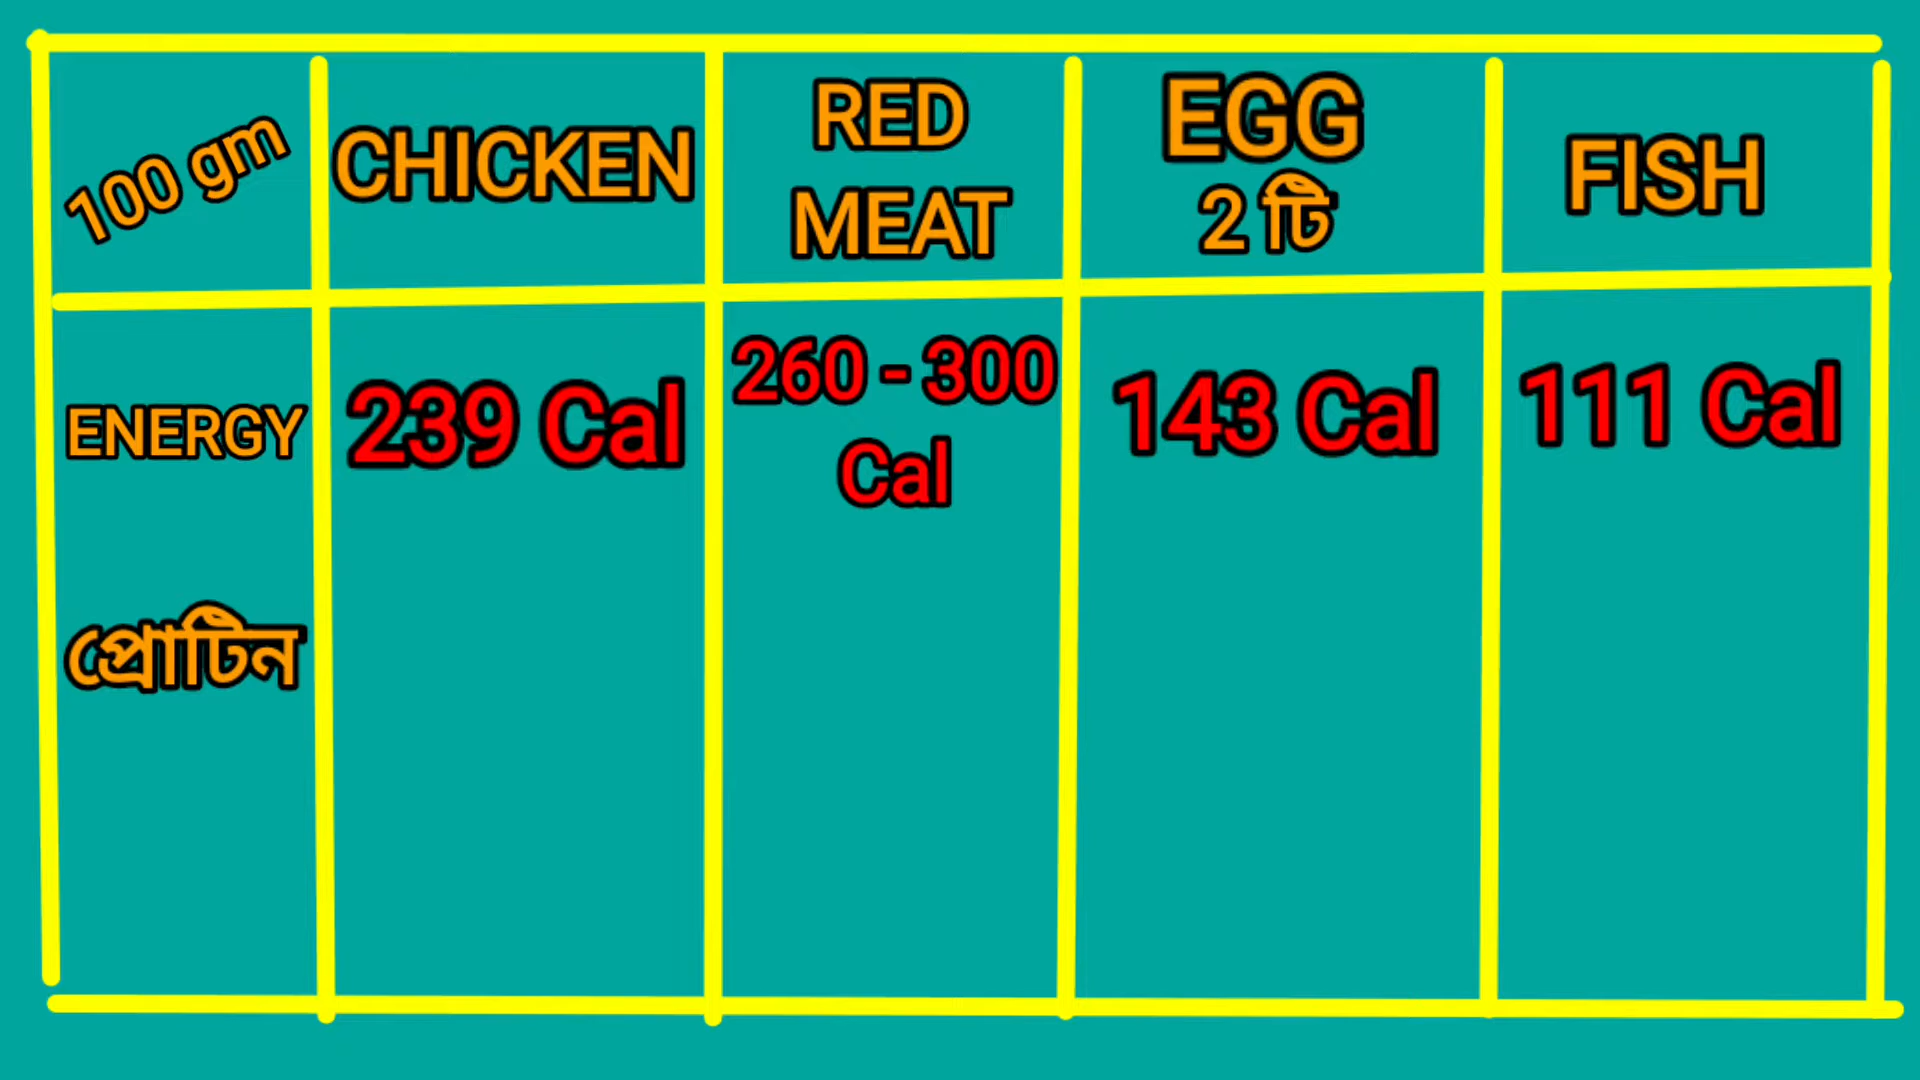 100 gm
CHICKEN
RED
MEAT
EGG
2 টি
FISH
ENERGY
239 Cal
260 - 300
Cal
143 Cal
111 Cal
প্রোটিন